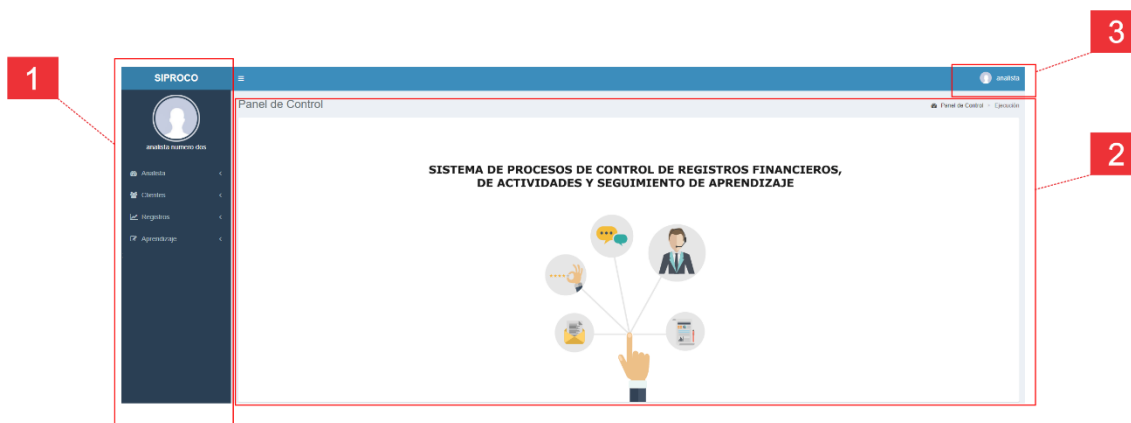 3
1
SIPROCO
analista
Panel de Control
Panel de Control > Ejecución
2
analista numero dos
SISTEMA DE PROCESOS DE CONTROL DE REGISTROS FINANCIEROS,
DE ACTIVIDADES Y SEGUIMIENTO DE APRENDIZAJE
Analista
Clientes
Registros
Aprendizaje